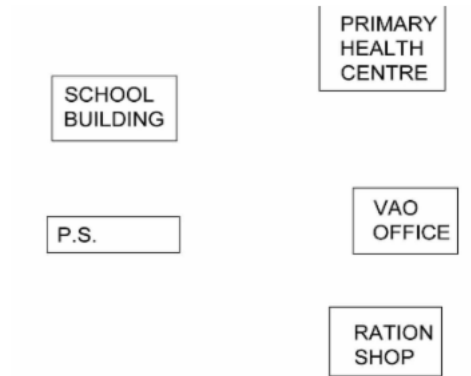 PRIMARY
HEALTH
CENTRE
SCHOOL
BUILDING
P.S.
VAO
OFFICE
RATION
SHOP